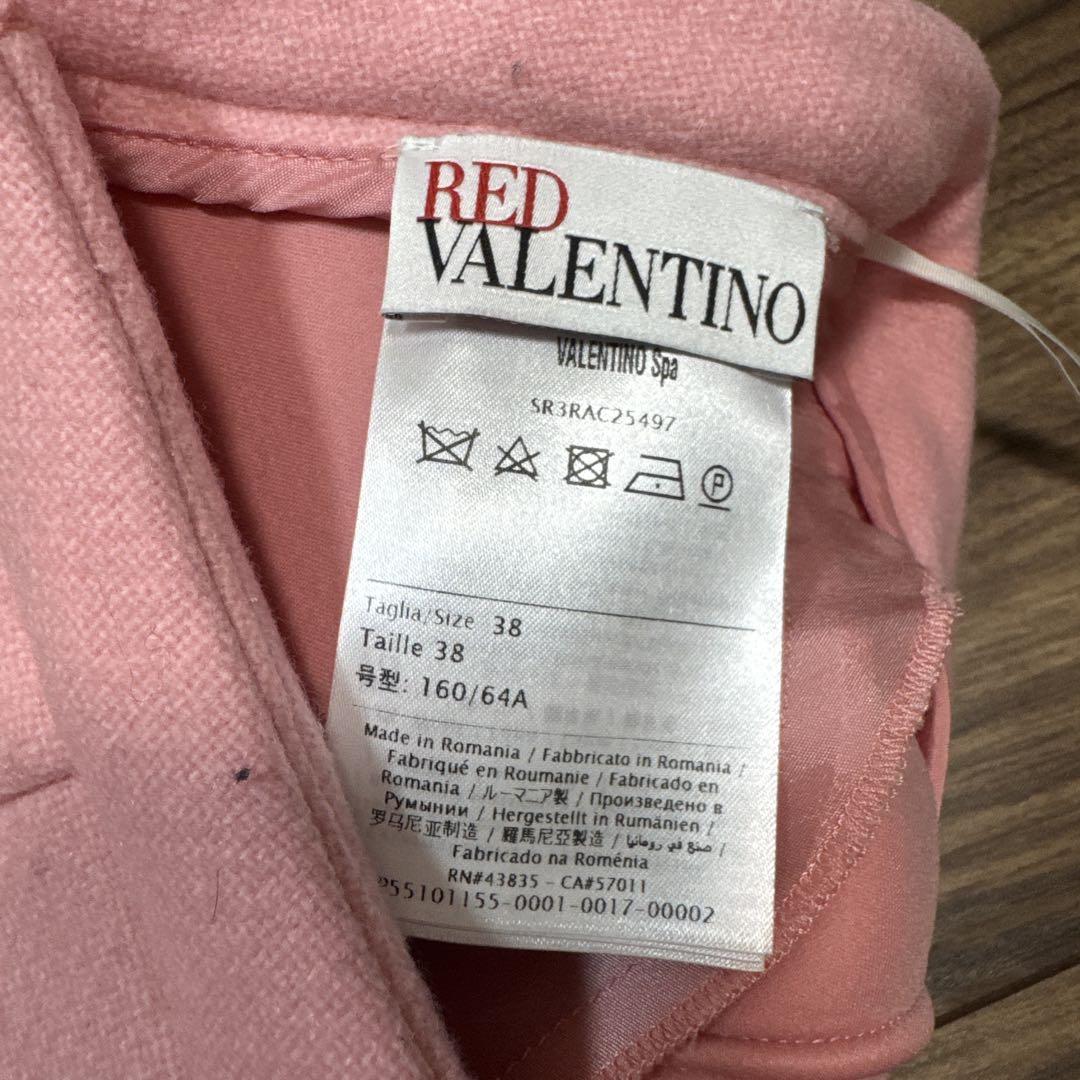 RED
VALENTINO
VALENTINO Spa
SR3RAC25497
P
Taglia/Size 38
Taille 38
号型: 160/64A
Made in Romania / Fabbricato in Romania /
Fabriqué en Roumanie / Fabricado en
Romania / ルーマニア製 / Произведено в
Румынии / Hergestellt in Rumänien /
罗马尼亚制造 / 羅馬尼亞製造 / صنع في رومانيا /
Fabricado na Roménia
RN#43835 - CA#57011
55101155-0001-0017-00002